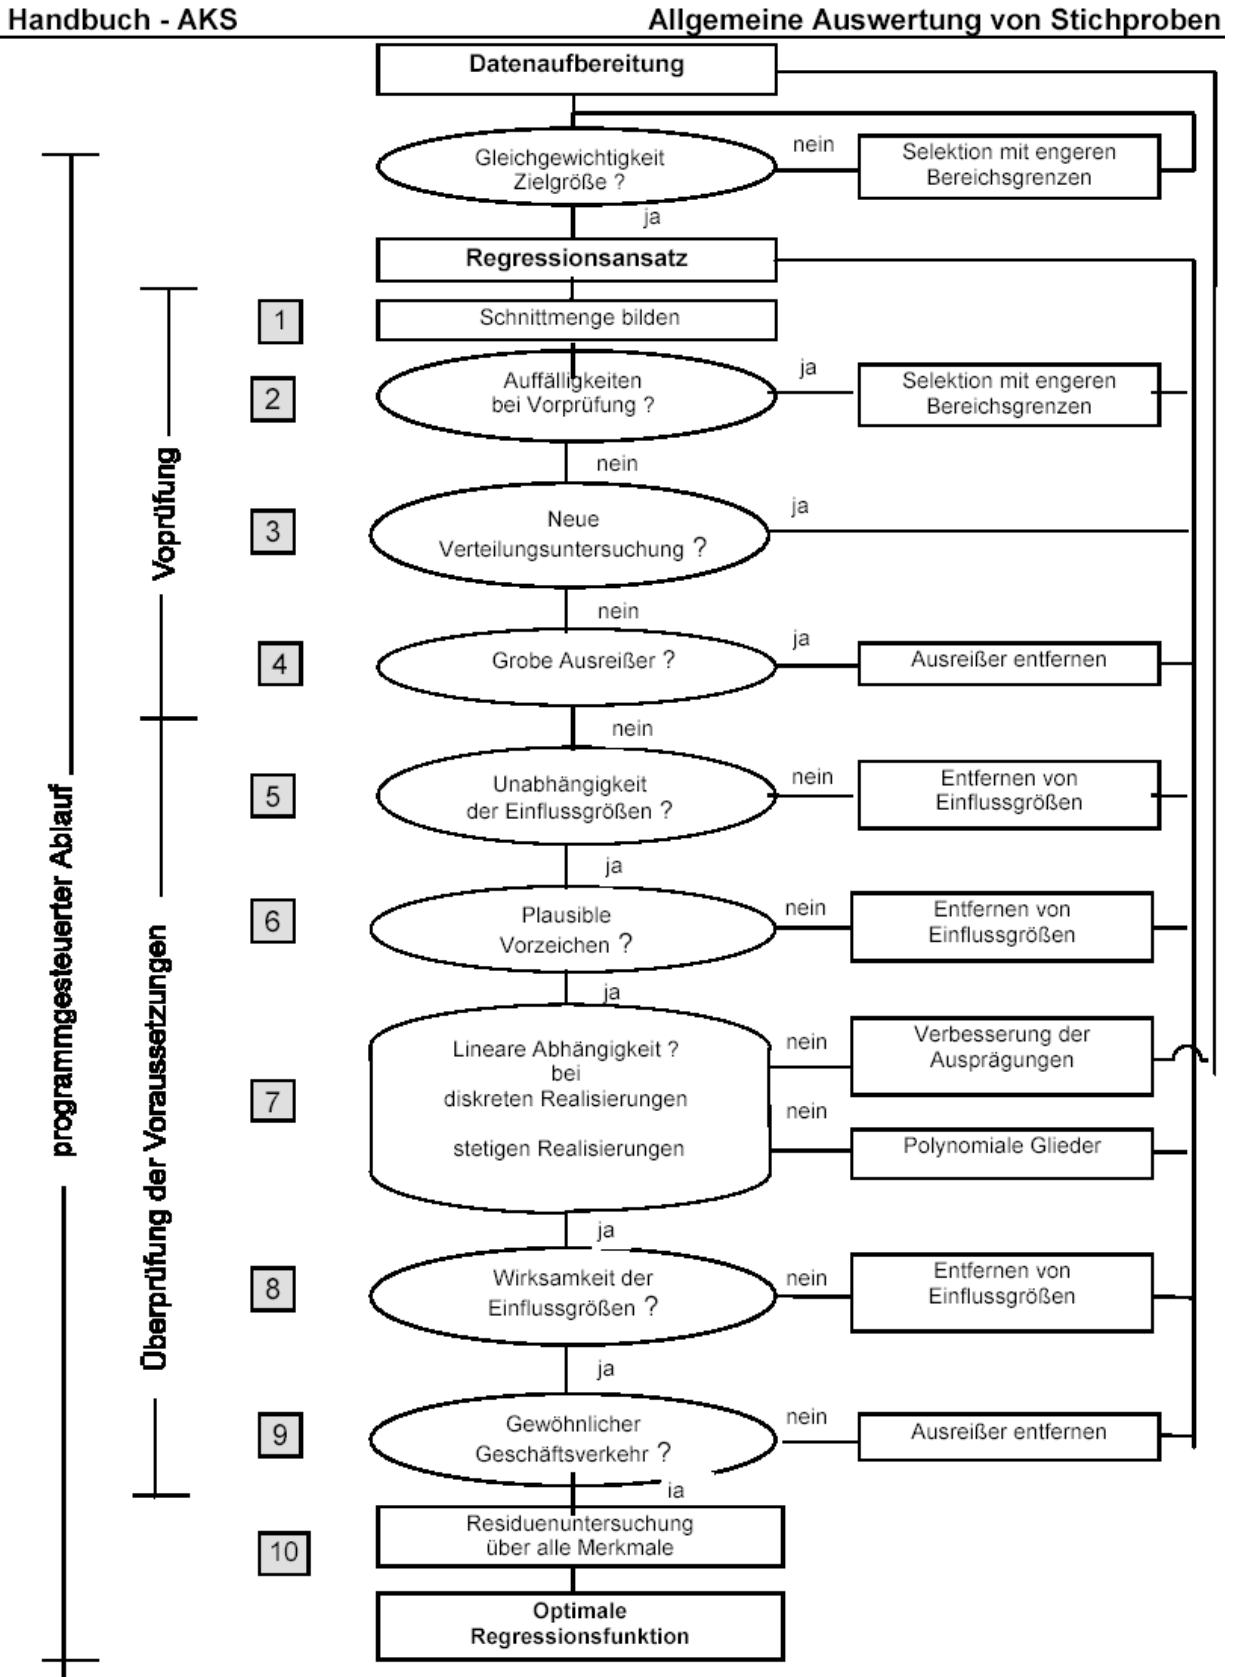 Handbuch - AKS
Allgemeine Auswertung von Stichproben
Datenaufbereitung
Gleichgewichtigkeit
Zielgröße ?
nein
Selektion mit engeren
Bereichsgrenzen
ja
Regressionsansatz
1
Schnittmenge bilden
2
Auffälligkeiten
bei Vorprüfung ?
ja
Selektion mit engeren
Bereichsgrenzen
nein
3
Neue
Verteilungsuntersuchung ?
ja
nein
4
Grobe Ausreißer ?
ja
Ausreißer entfernen
nein
5
Unabhängigkeit
der Einflussgrößen ?
nein
Entfernen von
Einflussgrößen
ja
6
Plausible
Vorzeichen ?
nein
Entfernen von
Einflussgrößen
ja
7
Lineare Abhängigkeit ?
bei
diskreten Realisierungen
stetigen Realisierungen
nein
Verbesserung der
Ausprägungen
nein
Polynomiale Glieder
ja
8
Wirksamkeit der
Einflussgrößen ?
nein
Entfernen von
Einflussgrößen
ja
9
Gewöhnlicher
Geschäftsverkehr ?
nein
Ausreißer entfernen
ja
10
Residuenuntersuchung
über alle Merkmale
Optimale
Regressionsfunktion
Voprüfung
Überprüfung der Voraussetzungen
programmgesteuerter Ablauf